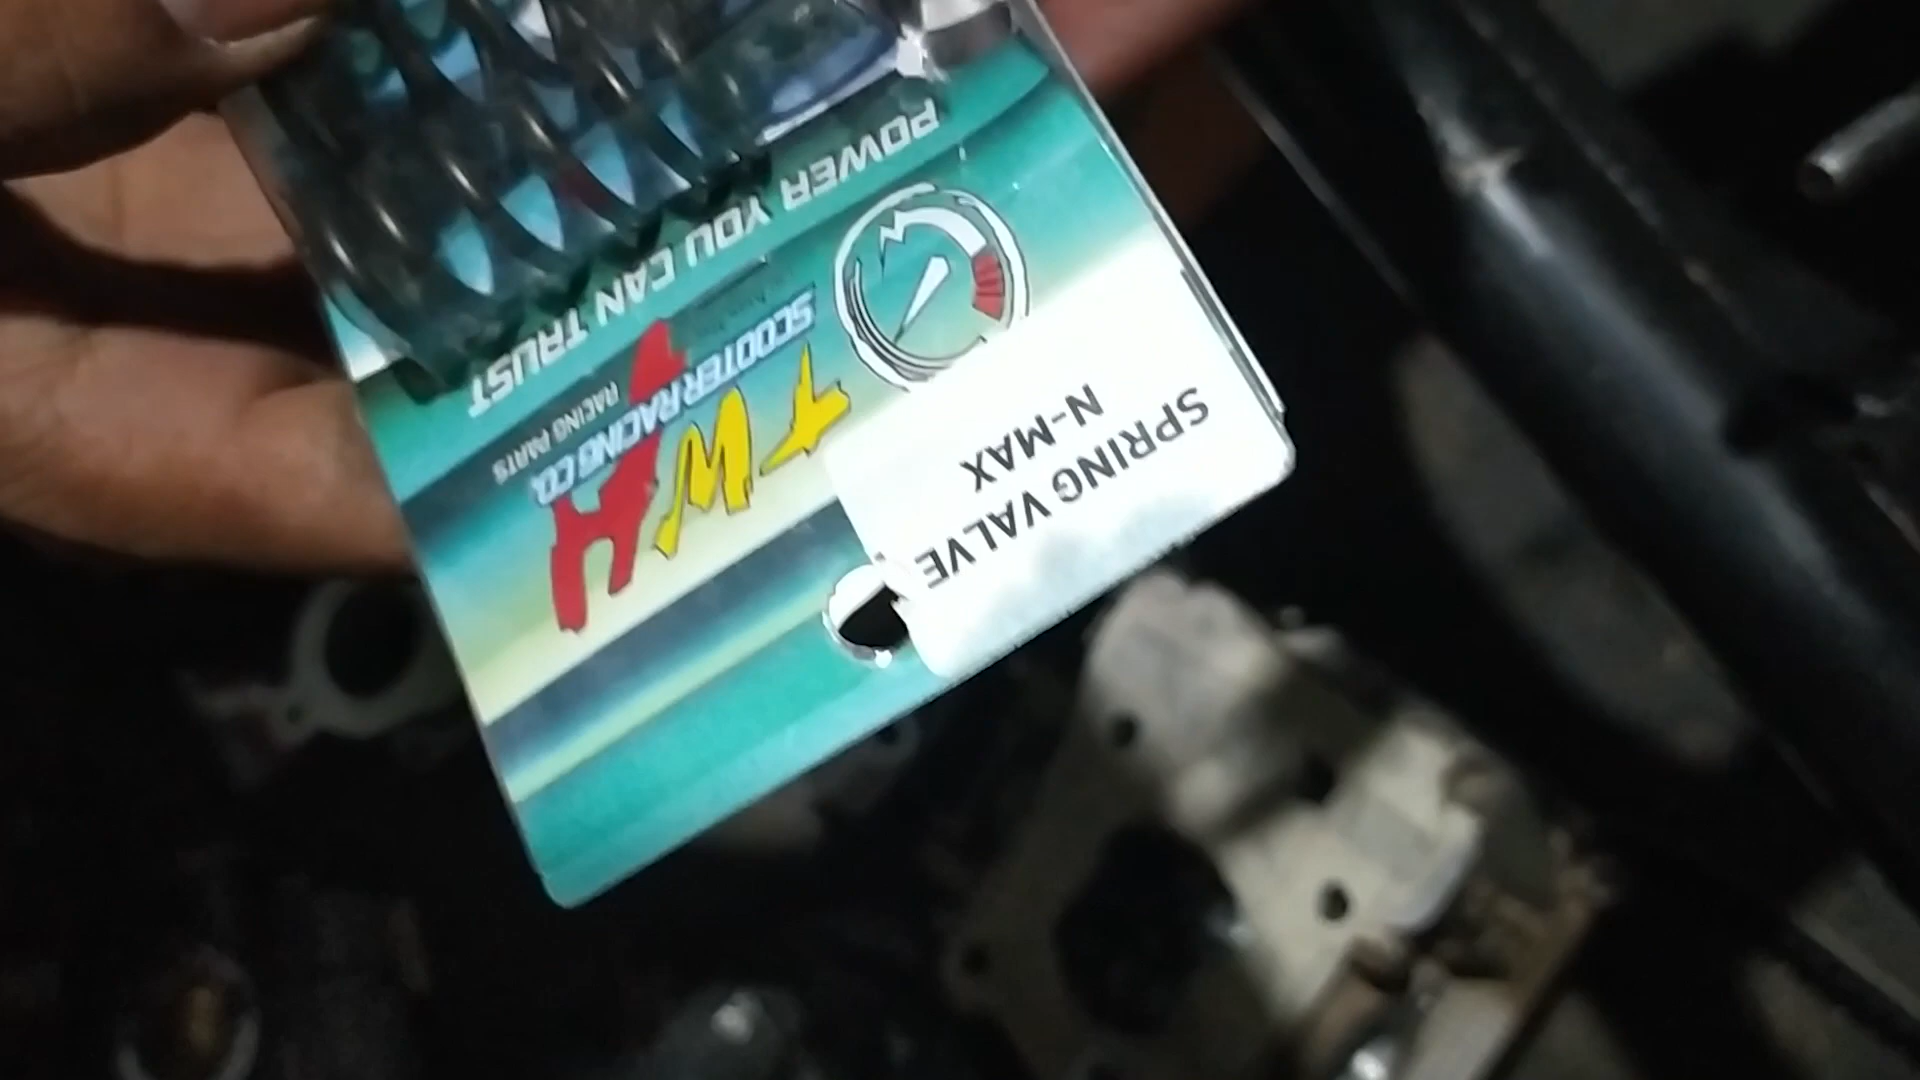 SPRING VALVE
N-MAX
TWH
SCOOTER RACING CO.
RACING PARTS
POWER YOU CAN TRUST